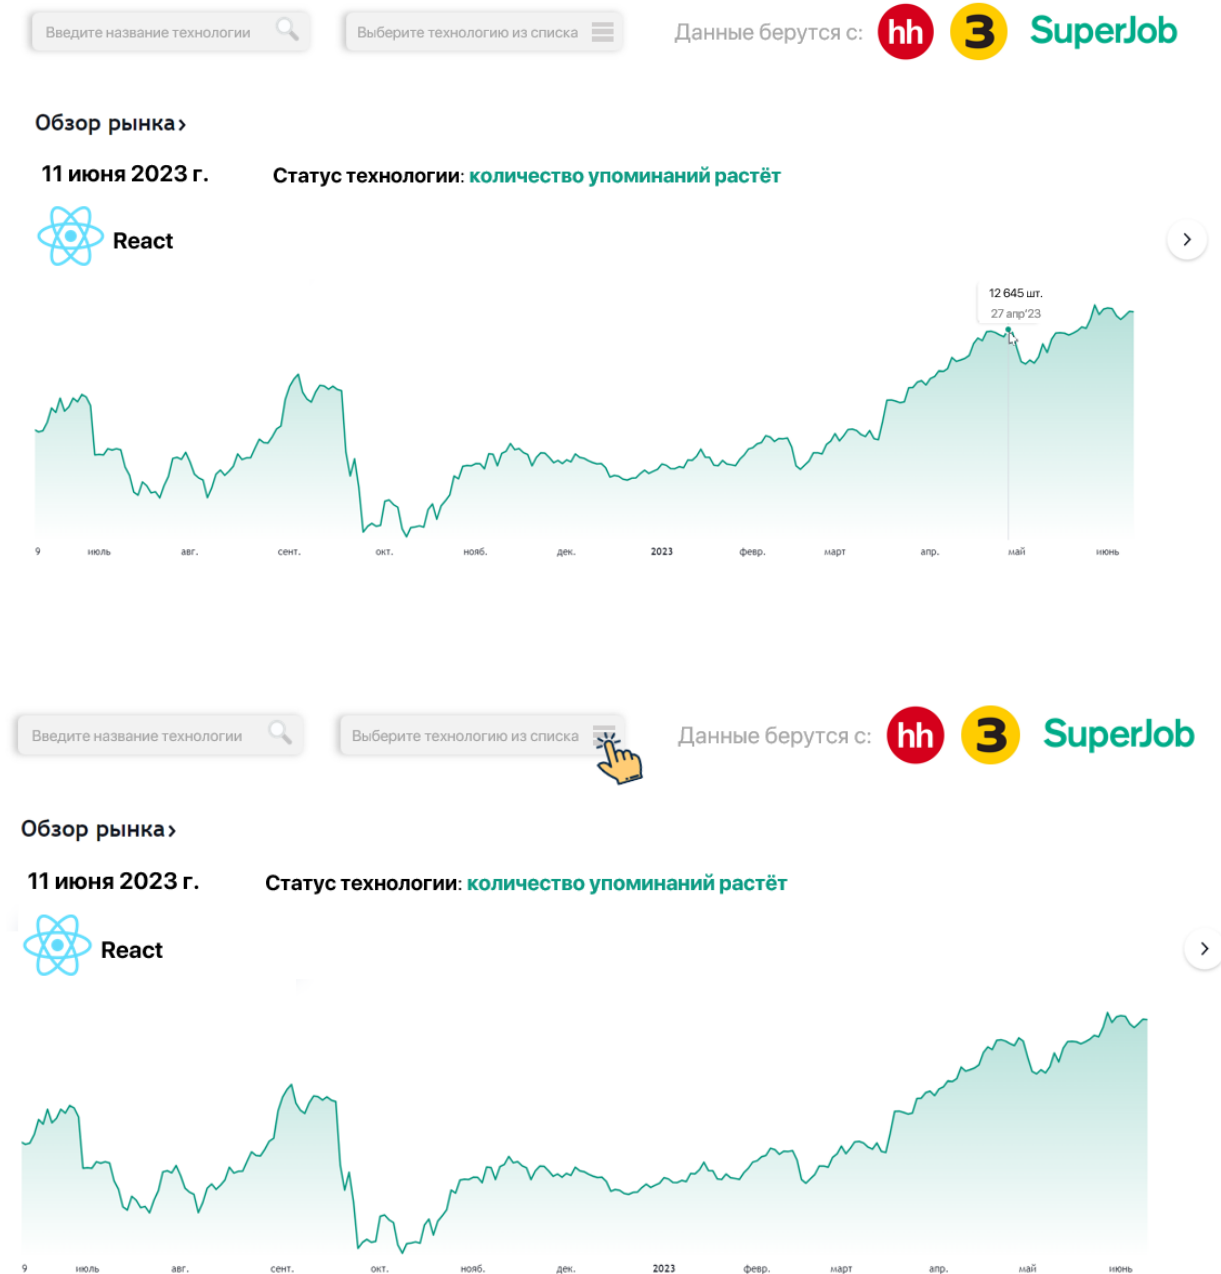 Введите название технологии Выберите технологию из списка Данные берутся с: hh З SuperJob
Обзор рынка›
11 июня 2023 г. Статус технологии: количество упоминаний растёт
React
12 645 шт.
27 апр'23
9 июль авг. сент. окт. нояб. дек. 2023 февр. март апр. май июнь
Введите название технологии Выберите технологию из списка Данные берутся с: hh З SuperJob
Обзор рынка›
11 июня 2023 г. Статус технологии: количество упоминаний растёт
React
9 июль авг. сент. окт. нояб. дек. 2023 февр. март апр. май июнь